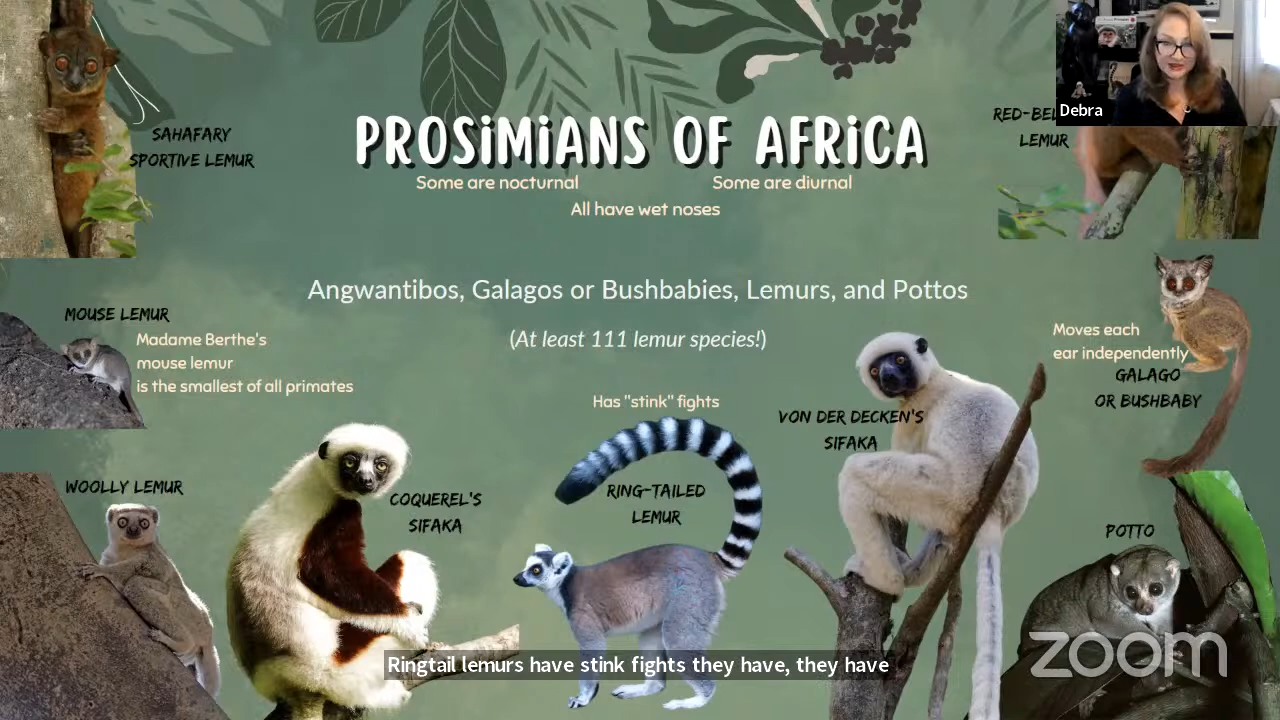 Debra
SAHAFARY
SPORTIVE LEMUR
PROSIMIANS OF AFRICA
Some are nocturnal
Some are diurnal
All have wet noses
LEMUR
Angwantibos, Galagos or Bushbabies, Lemurs, and Pottos
(At least 111 lemur species!)
MOUSE LEMUR
Madame Berthe's
mouse lemur
is the smallest of all primates
Moves each
ear independently
GALAGO
OR BUSHBABY
Has "stink" fights
VON DER DECKEN'S
SIFAKA
WOOLLY LEMUR
COQUEREL'S
SIFAKA
RING-TAILED
LEMUR
POTTO
Ringtail lemurs have stink fights they have, they have
zoom